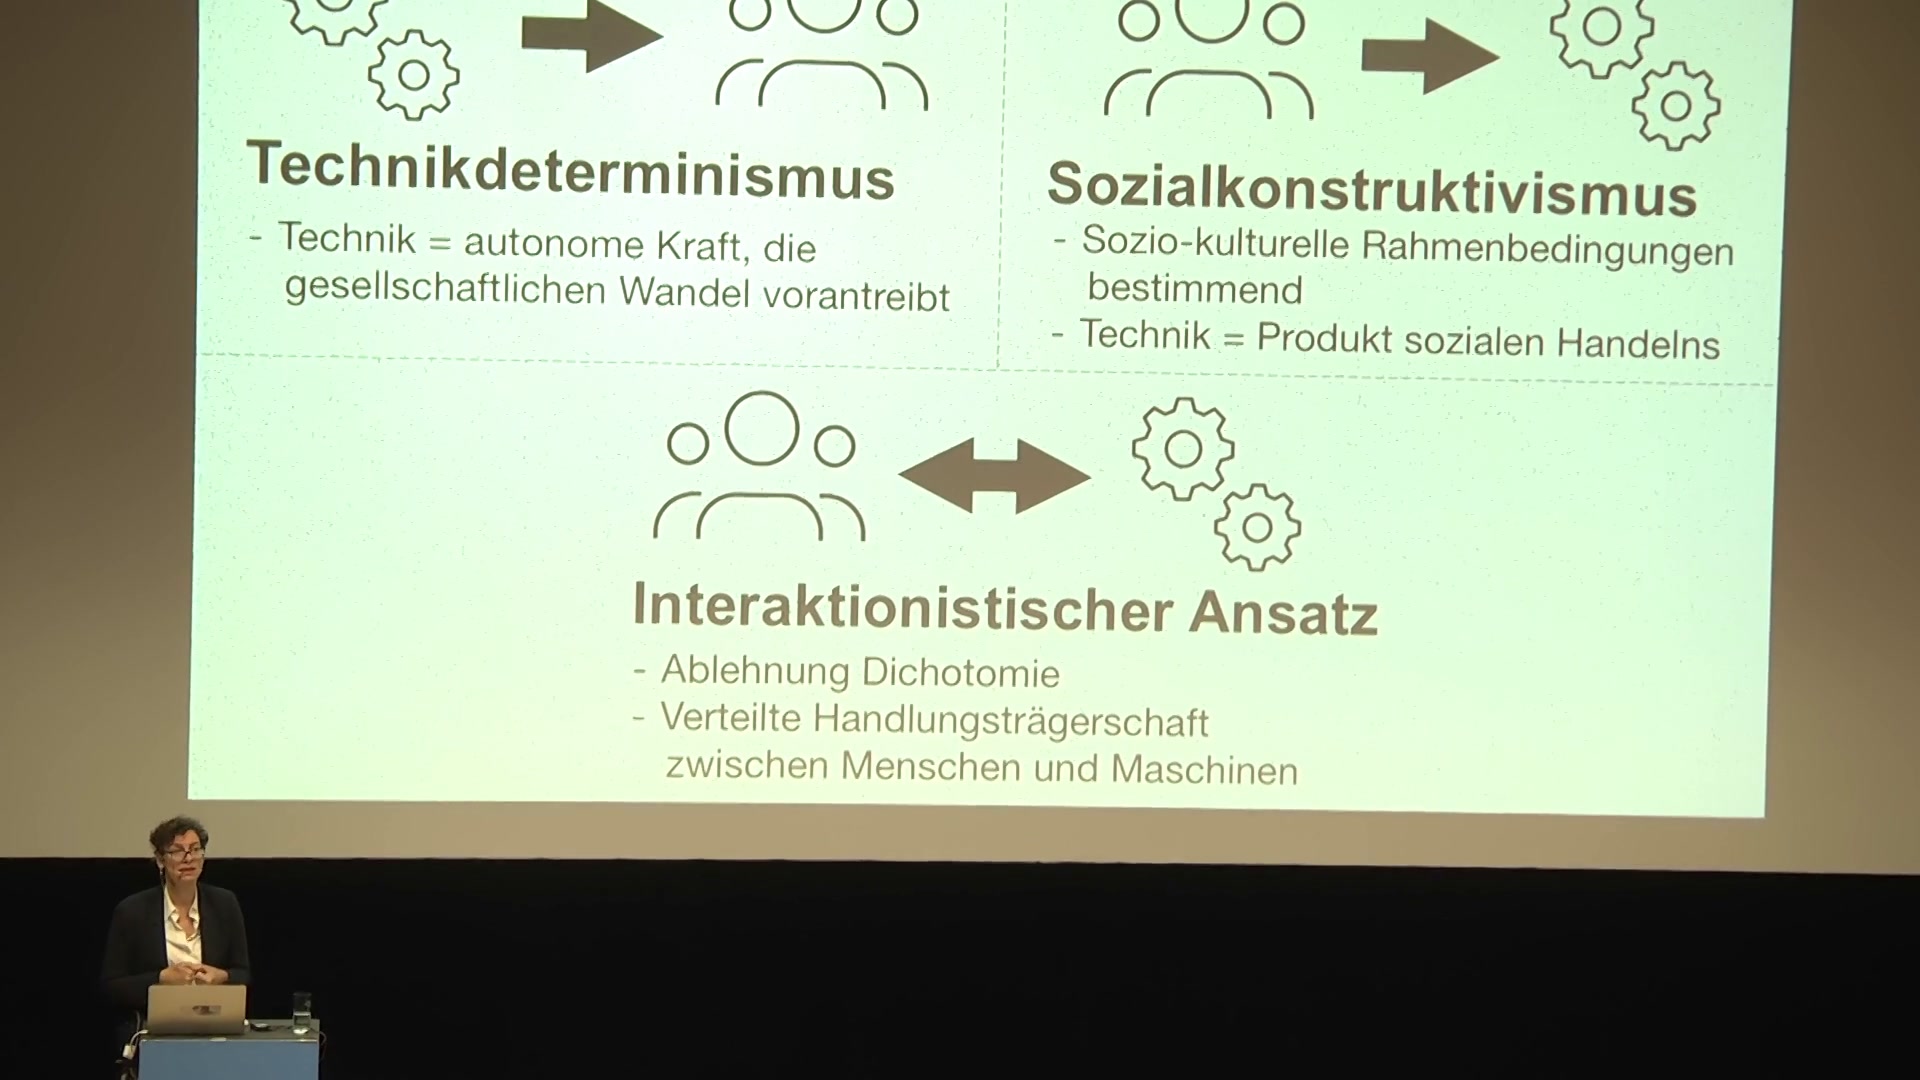 Technikdeterminismus
- Technik = autonome Kraft, die
gesellschaftlichen Wandel vorantreibt
Sozialkonstruktivismus
- Sozio-kulturelle Rahmenbedingungen
bestimmend
- Technik = Produkt sozialen Handelns
Interaktionistischer Ansatz
- Ablehnung Dichotomie
- Verteilte Handlungsträgerschaft
zwischen Menschen und Maschinen